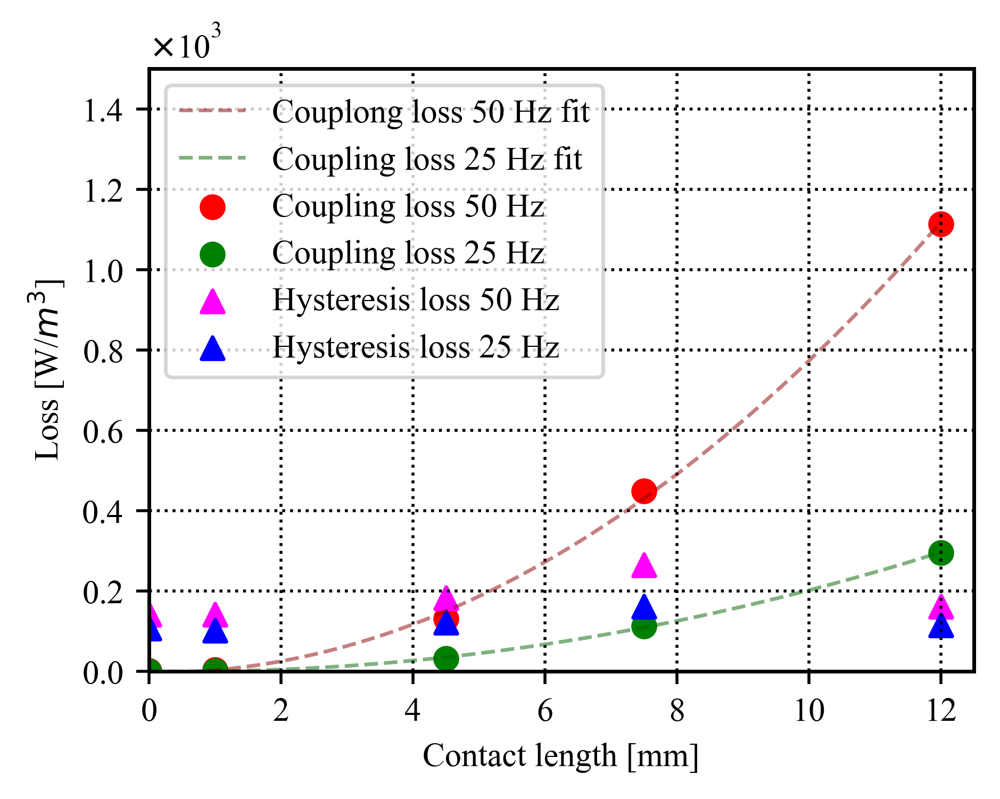 ×10³
1.4
1.2
1.0
0.8
0.6
0.4
0.2
0.0
Loss [W/m³]
Couplong loss 50 Hz fit
Coupling loss 25 Hz fit
Coupling loss 50 Hz
Coupling loss 25 Hz
Hysteresis loss 50 Hz
Hysteresis loss 25 Hz
0 2 4 6 8 10 12
Contact length [mm]